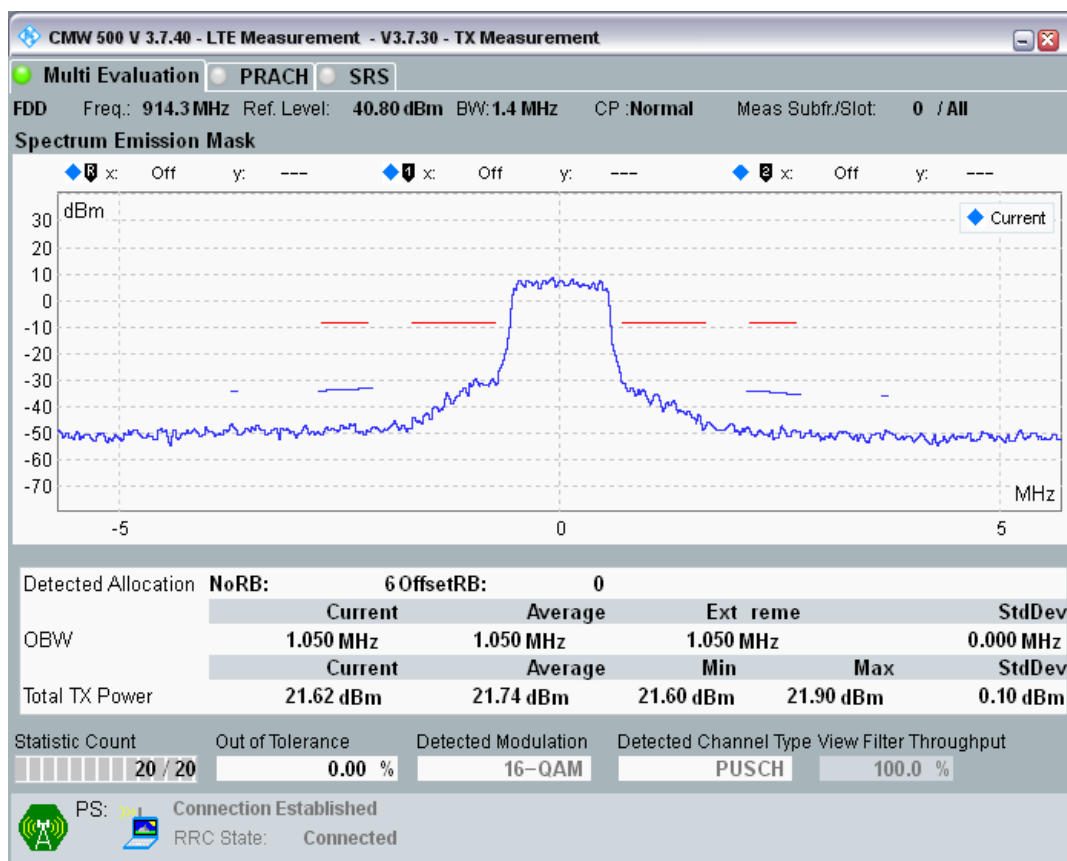 CMW 500 V 3.7.40 - LTE Measurement - V3.7.30 - TX Measurement
Multi Evaluation PRACH SRS
FDD Freq.: 914.3 MHz Ref. Level: 40.80 dBm BW: 1.4 MHz CP :Normal Meas Subfr./Slot: 0 / All
Spectrum Emission Mask
R x: Off y: --- 1 x: Off y: --- 2 x: Off y: ---
dBm
Current
30
20
10
0
-10
-20
-30
-40
-50
-60
-70
MHz
-5 0 5
Detected Allocation NoRB: 6 OffsetRB: 0
Current Average Ext reme StdDev
OBW 1.050 MHz 1.050 MHz 1.050 MHz 0.000 MHz
Current Average Min Max StdDev
Total TX Power 21.62 dBm 21.74 dBm 21.60 dBm 21.90 dBm 0.10 dBm
Statistic Count Out of Tolerance Detected Modulation Detected Channel Type View Filter Throughput
20 / 20 0.00 % 16-QAM PUSCH 100.0 %
PS: Connection Established
RRC State: Connected